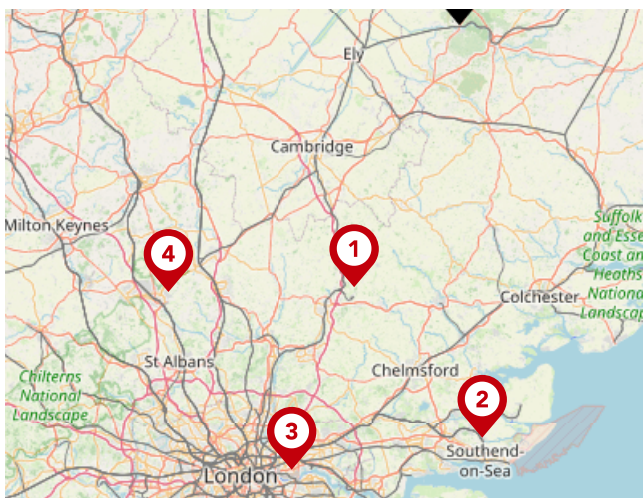 Ely
Cambridge
Milton Keynes
Suffolk
and Esse
Coast an
Heaths
Nationa
Landscap
4
1
Colchester
St Albans
Chelmsford
Chilterns
National
Landscape
2
3
Southend-
on-Sea
London